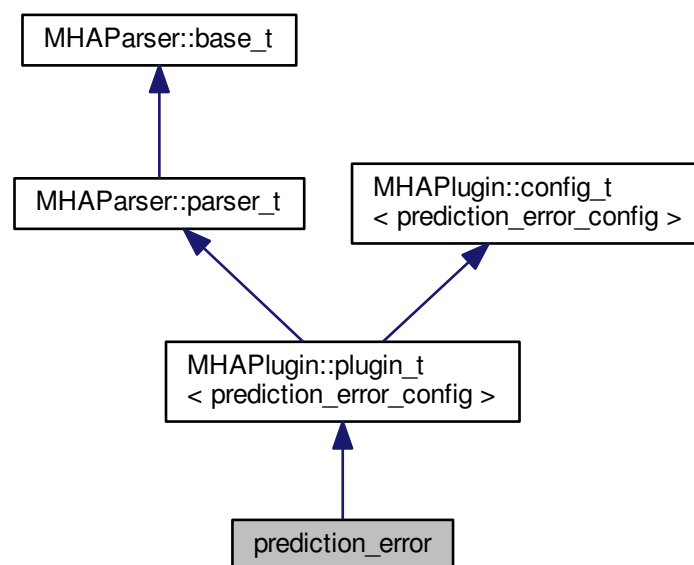 MHAParser::base_t
MHAParser::parser_t
MHAPlugin::config_t
< prediction_error_config >
MHAPlugin::plugin_t
< prediction_error_config >
prediction_error